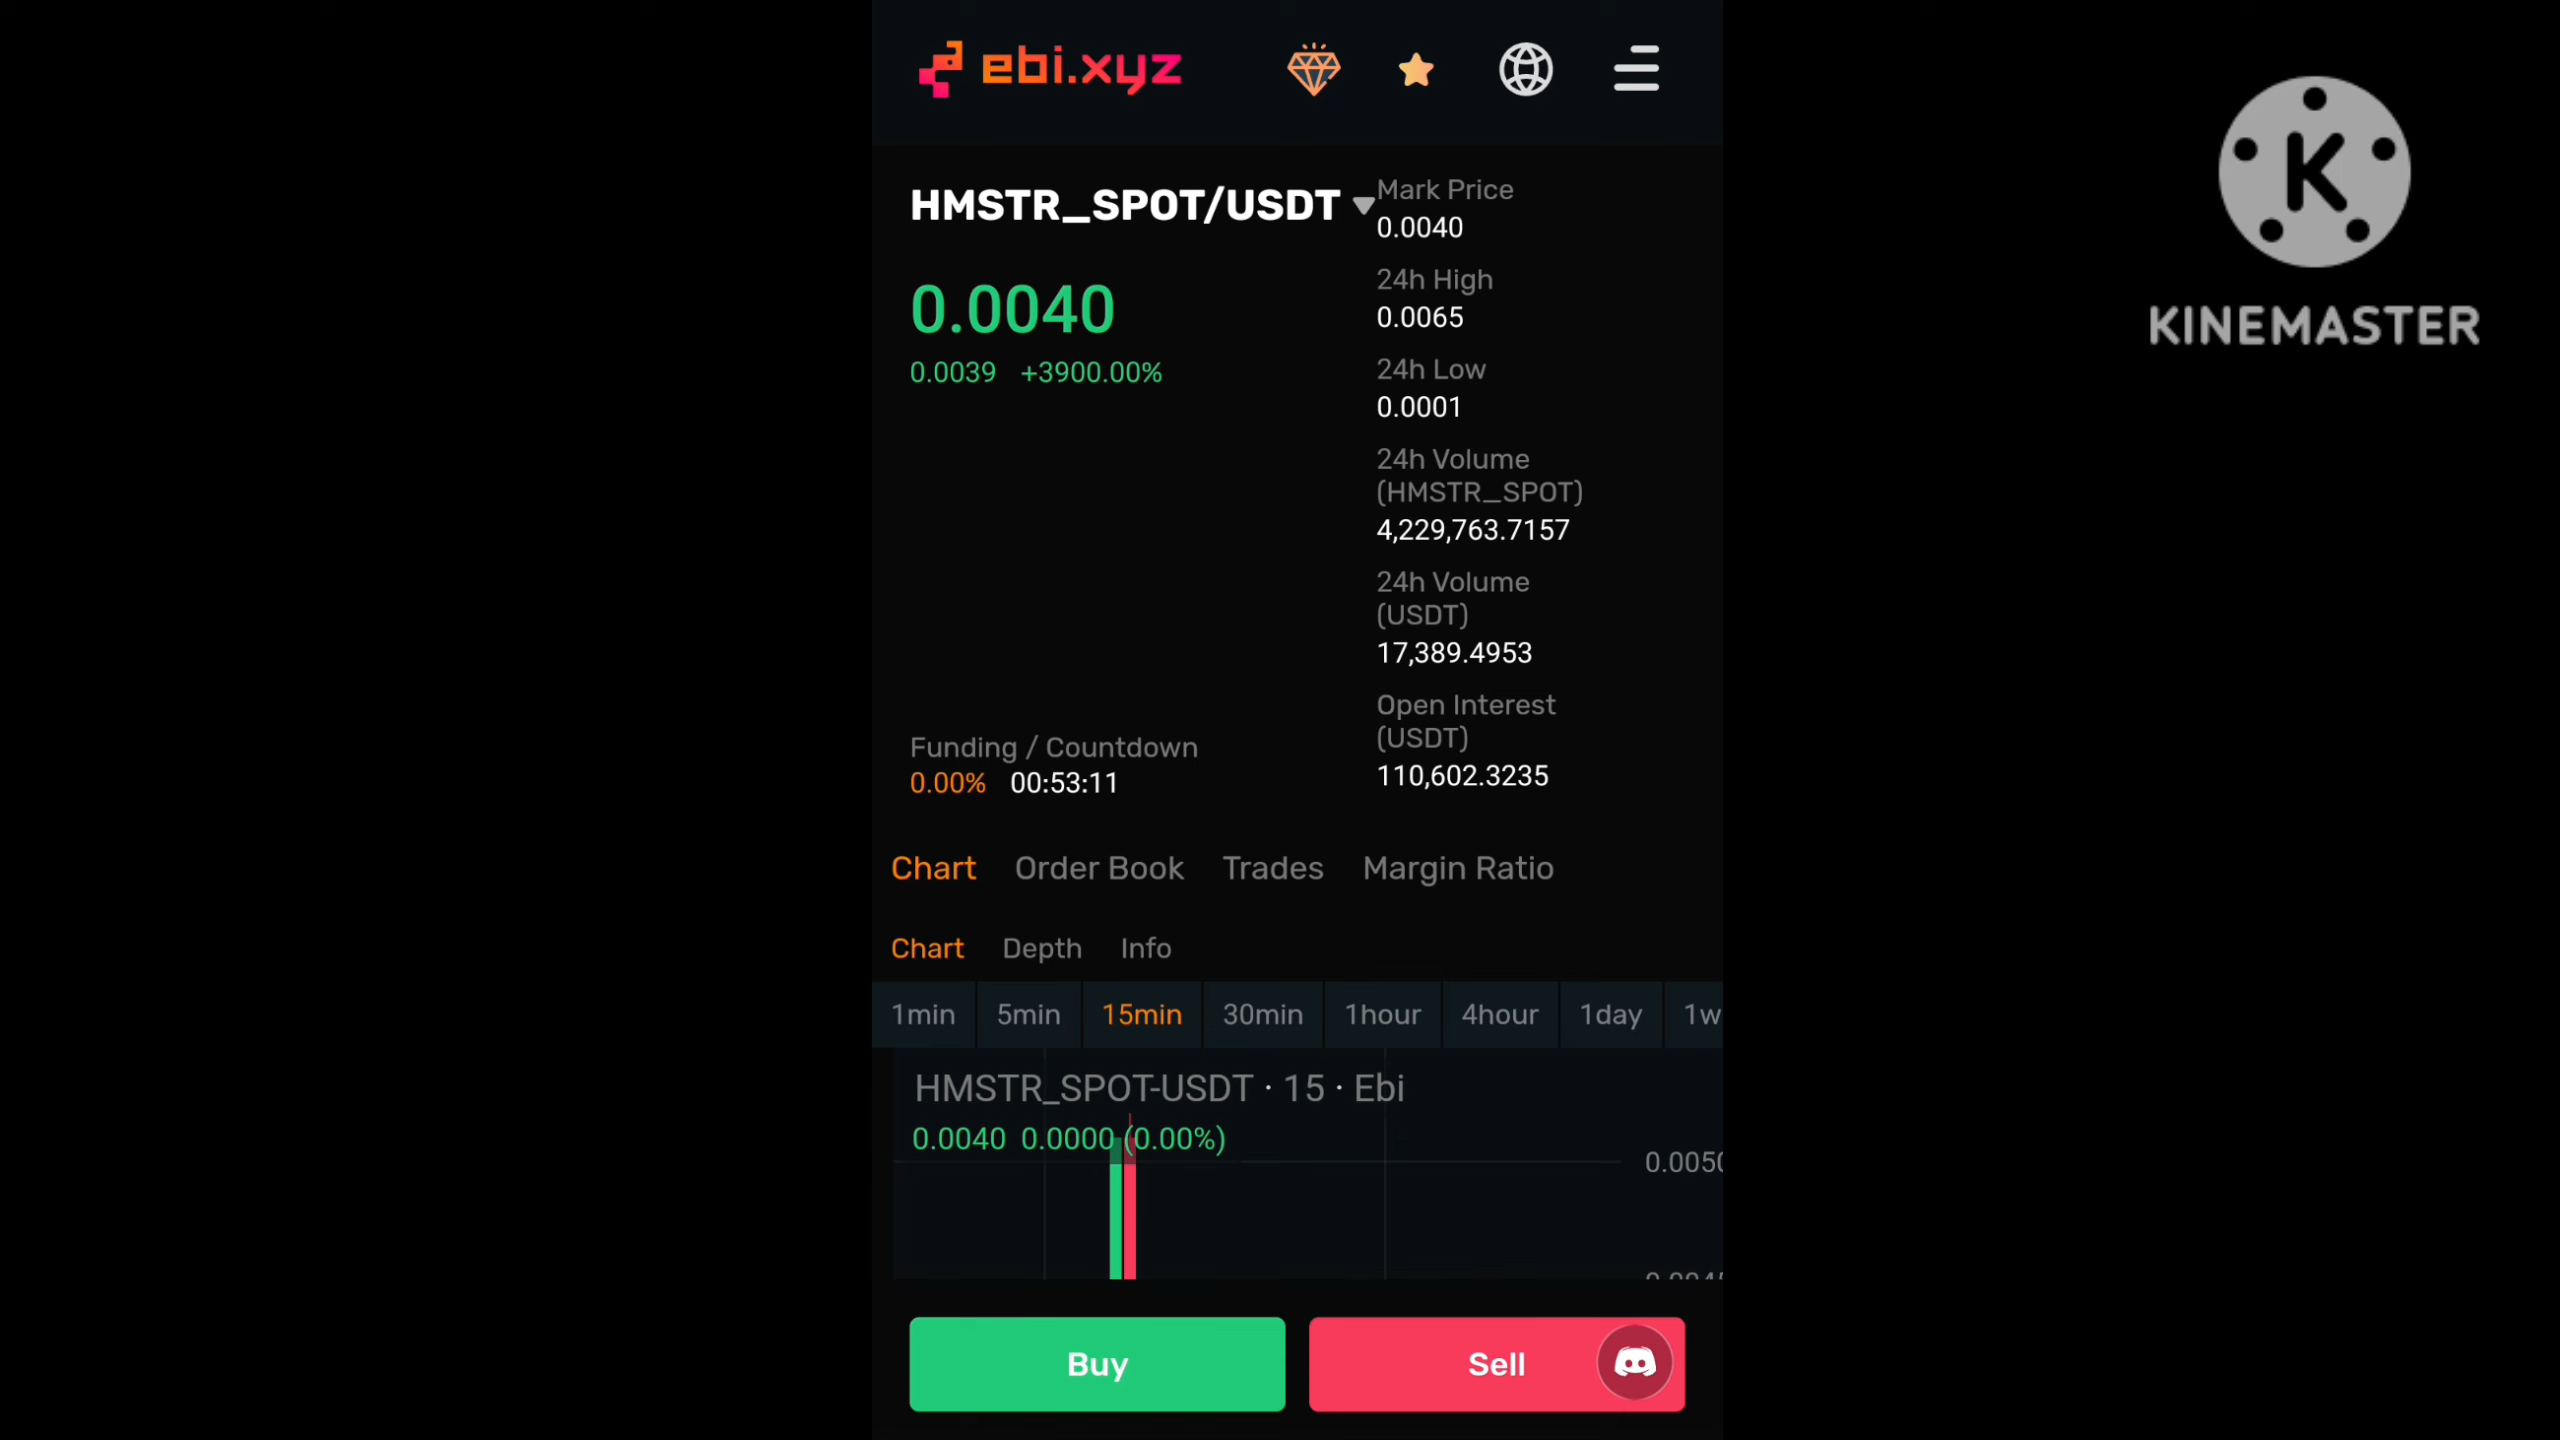 ebi.xyz
HMSTR_SPOT/USDT
0.0040
0.0039 +3900.00%
Mark Price
0.0040
24h High
0.0065
24h Low
0.0001
24h Volume
(HMSTR_SPOT)
4,229,763.7157
24h Volume
(USDT)
17,389.4953
Open Interest
(USDT)
110,602.3235
Funding / Countdown
0.00% 00:53:11
Chart Order Book Trades Margin Ratio
Chart Depth Info
1min 5min 15min 30min 1hour 4hour 1day 1w
HMSTR_SPOT-USDT · 15 · Ebi
0.0040 0.0000 (0.00%)
0.0050
Buy Sell
K
KINEMASTER